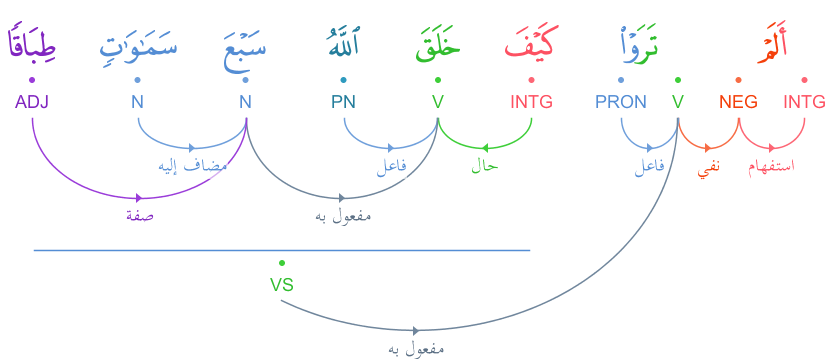 أَلَمْ تَرَوْا۟ كَيْفَ خَلَقَ ٱللَّهُ سَبْعَ سَمَـٰوَٰتٍ طِبَاقًا
INTG NEG V PRON INTG V PN N N ADJ
استفهام نفي فاعل حال فاعل مضاف إليه
مفعول به صفة
VS
مفعول به